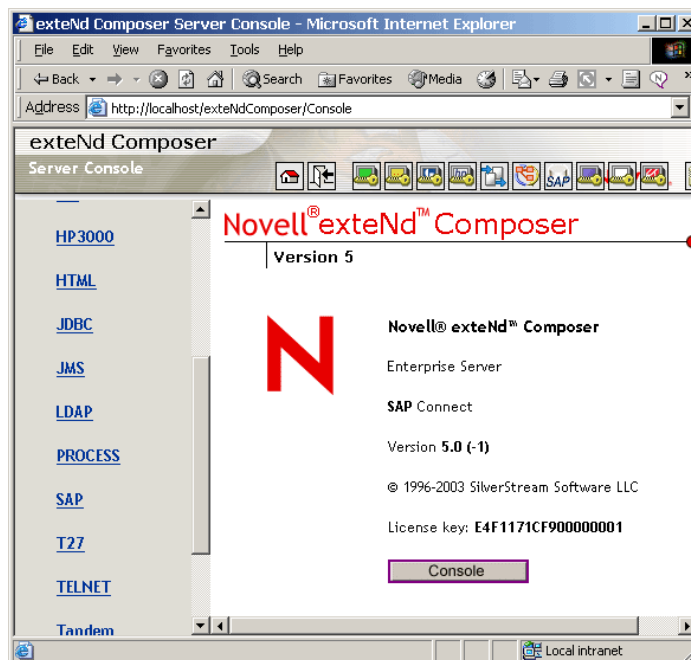 exteNd Composer Server Console - Microsoft Internet Explorer
File Edit View Favorites Tools Help
Back Search Favorites Media
Address http://localhost/exteNdComposer/Console
exteNd Composer
Server Console
SAP
HP3000
HTML
JDBC
JMS
LDAP
PROCESS
SAP
T27
TELNET
Tandem
Novell® exteNd™ Composer
Version 5
N
Novell® exteNd™ Composer
Enterprise Server
SAP Connect
Version 5.0 (-1)
© 1996-2003 SilverStream Software LLC
License key: E4F1171CF900000001
Console
Local intranet